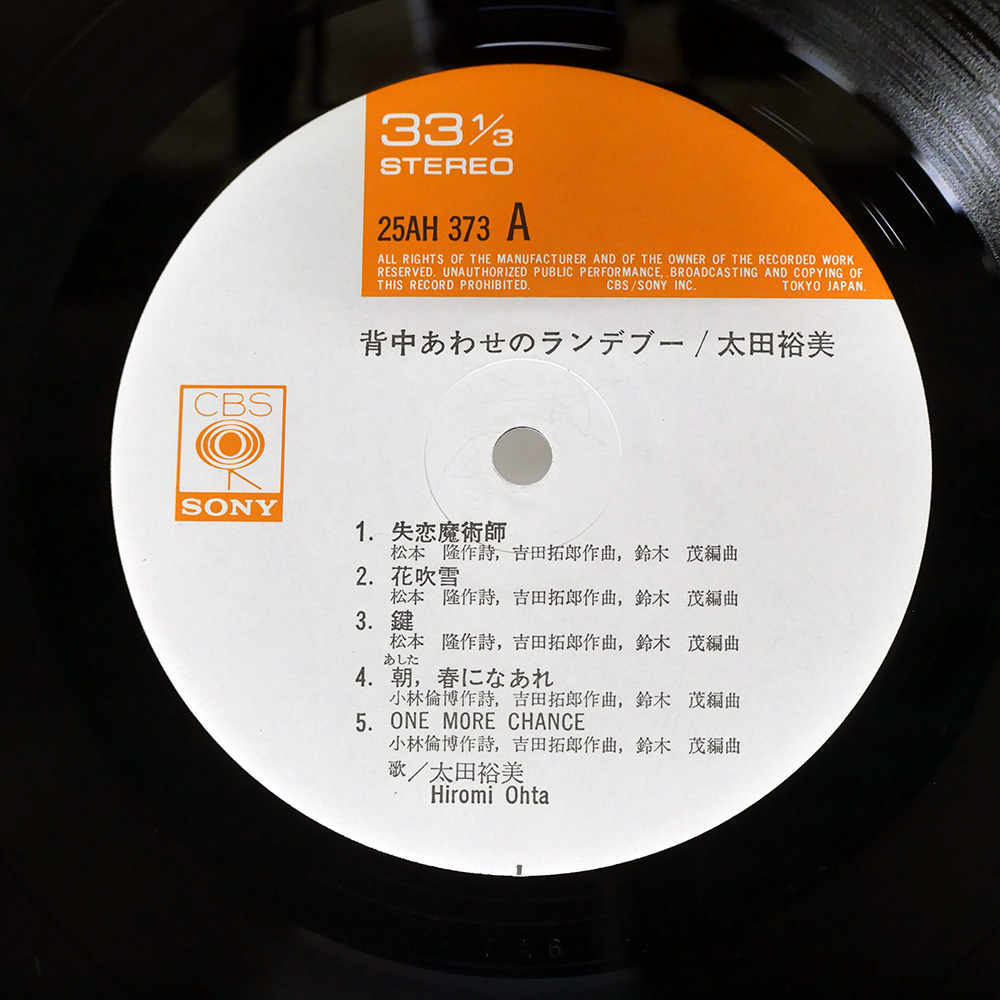 33 1/3
STEREO
25AH 373 A
ALL RIGHTS OF THE MANUFACTURER AND OF THE OWNER OF THE RECORDED WORK
RESERVED. UNAUTHORIZED PUBLIC PERFORMANCE, BROADCASTING AND COPYING OF
THIS RECORD PROHIBITED. CBS/SONY INC. TOKYO JAPAN.
背中あわせのランデブー/太田裕美
CBS
SONY
1. 失恋魔術師
松本 隆作詩, 吉田拓郎作曲, 鈴木 茂編曲
2. 花吹雪
松本 隆作詩, 吉田拓郎作曲, 鈴木 茂編曲
3. 鍵
松本 隆作詩, 吉田拓郎作曲, 鈴木 茂編曲
あした
4. 朝, 春になあれ
小林倫博作詩, 吉田拓郎作曲, 鈴木 茂編曲
5. ONE MORE CHANCE
小林倫博作詩, 吉田拓郎作曲, 鈴木 茂編曲
歌/太田裕美
Hiromi Ohta